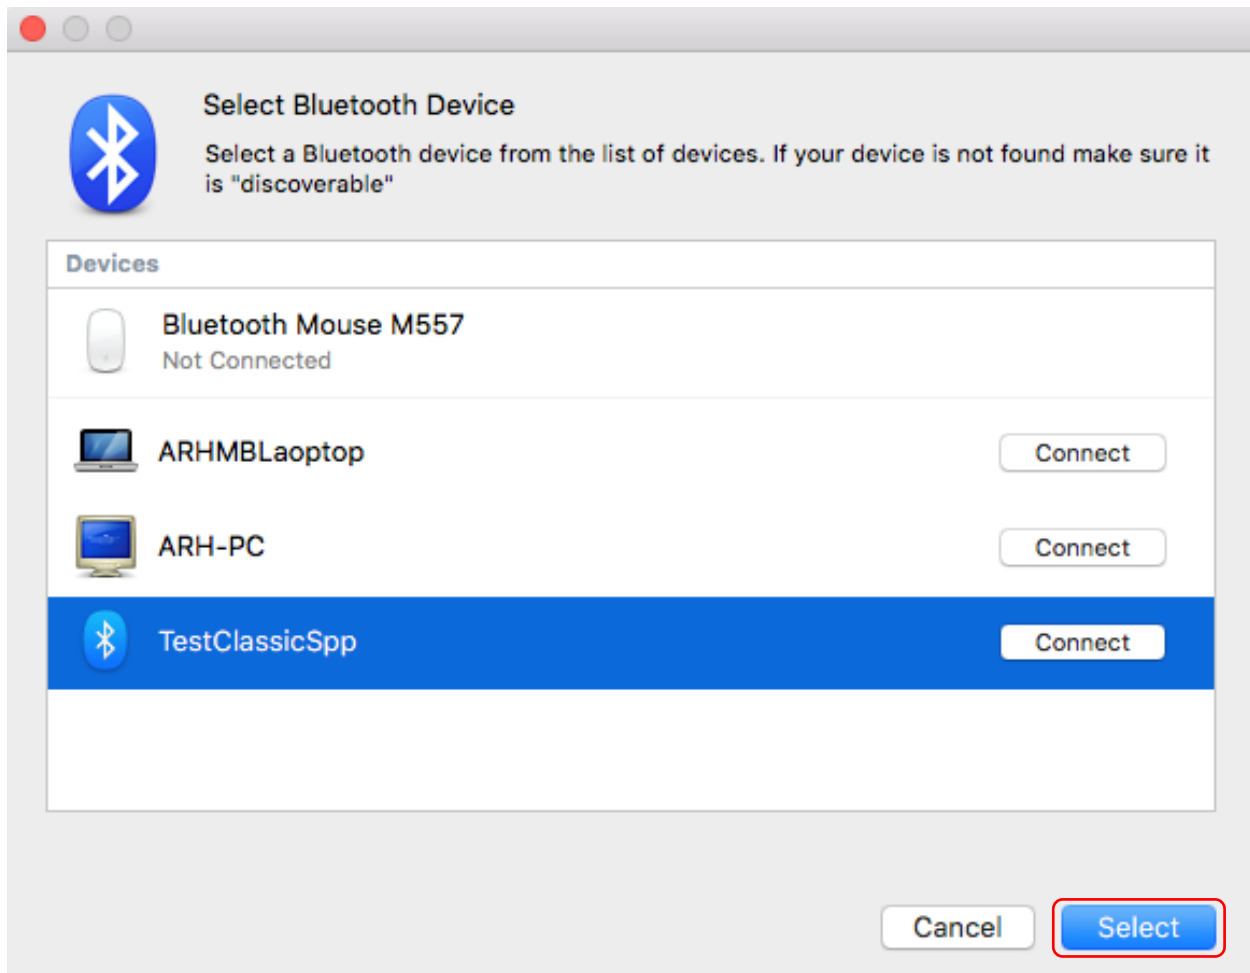 Select Bluetooth Device
Select a Bluetooth device from the list of devices. If your device is not found make sure it
is "discoverable"
Devices
Bluetooth Mouse M557
Not Connected
ARHMBLaoptop
Connect
ARH-PC
Connect
TestClassicSpp
Connect
Cancel
Select